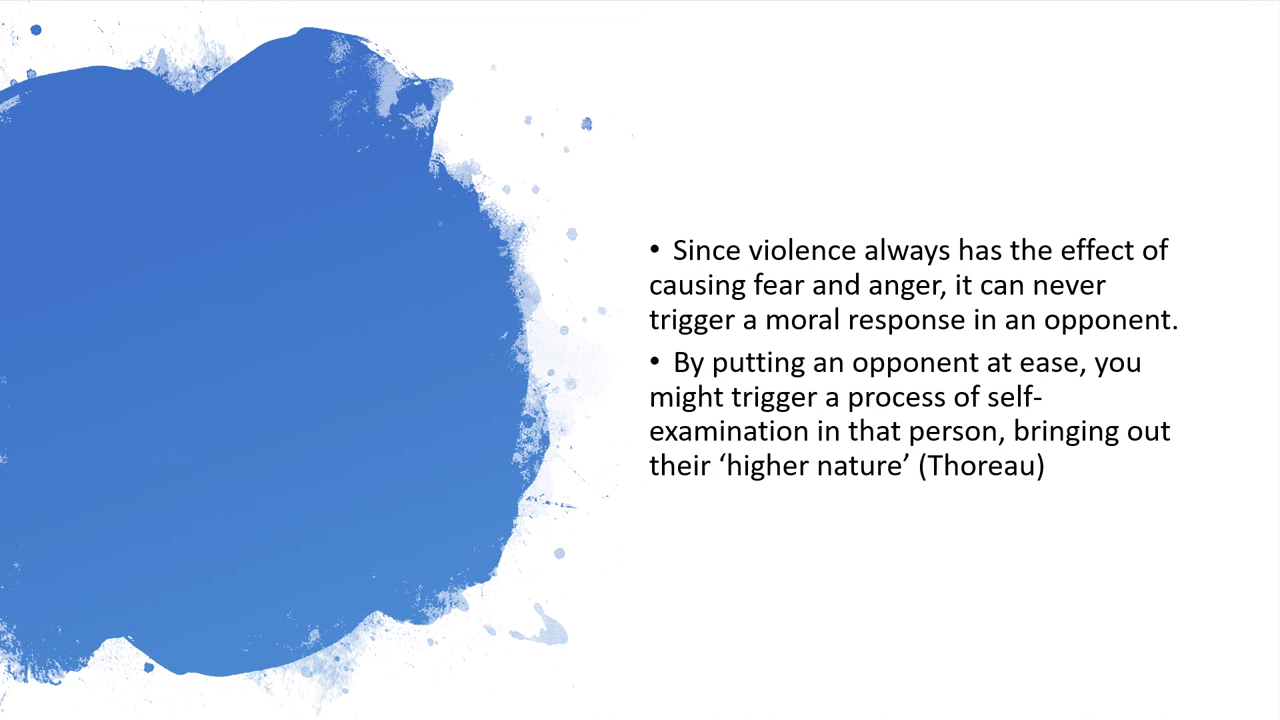 • Since violence always has the effect of
causing fear and anger, it can never
trigger a moral response in an opponent.
• By putting an opponent at ease, you
might trigger a process of self-
examination in that person, bringing out
their ‘higher nature’ (Thoreau)